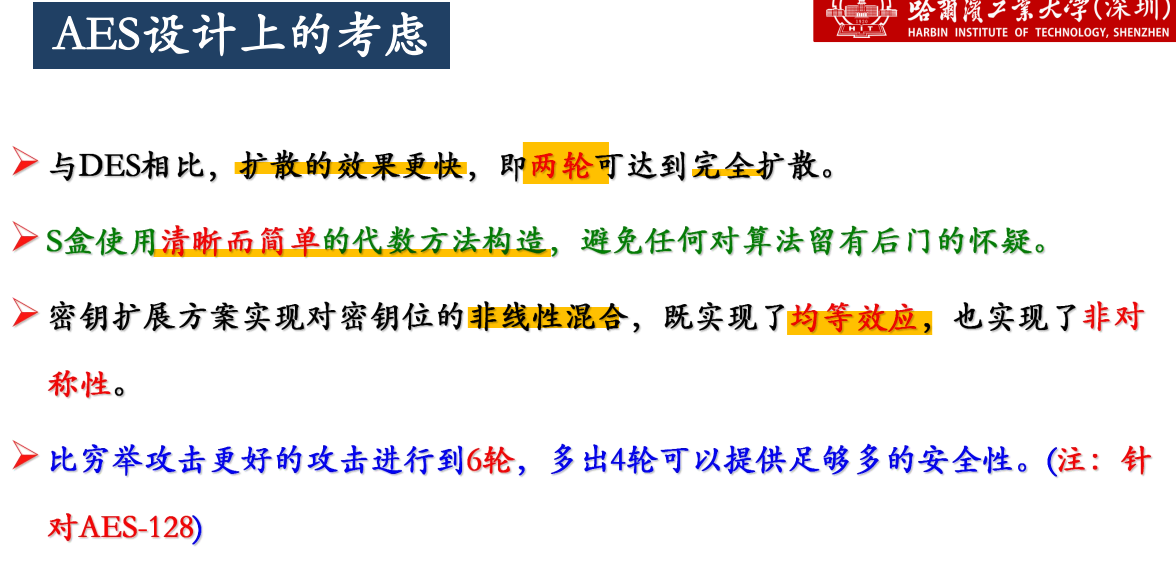 AES设计上的考虑
哈爾濱工業大學(深圳)
HARBIN INSTITUTE OF TECHNOLOGY, SHENZHEN
HIT
与DES相比，扩散的效果更快，即两轮可达到完全扩散。
S盒使用清晰而简单的代数方法构造，避免任何对算法留有后门的怀疑。
密钥扩展方案实现对密钥位的非线性混合，既实现了均等效应，也实现了非对
称性。
比穷举攻击更好的攻击进行到6轮，多出4轮可以提供足够多的安全性。(注：针
对AES-128)